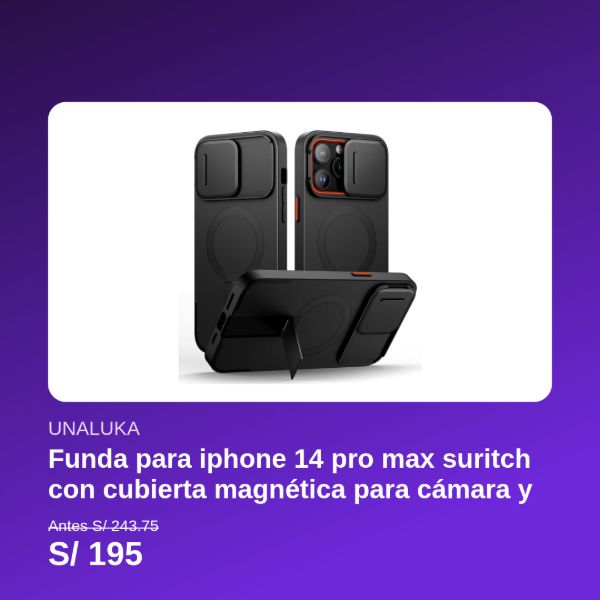 UNALUKA
Funda para iphone 14 pro max suritch
con cubierta magnética para cámara y
Antes S/ 243.75
S/ 195